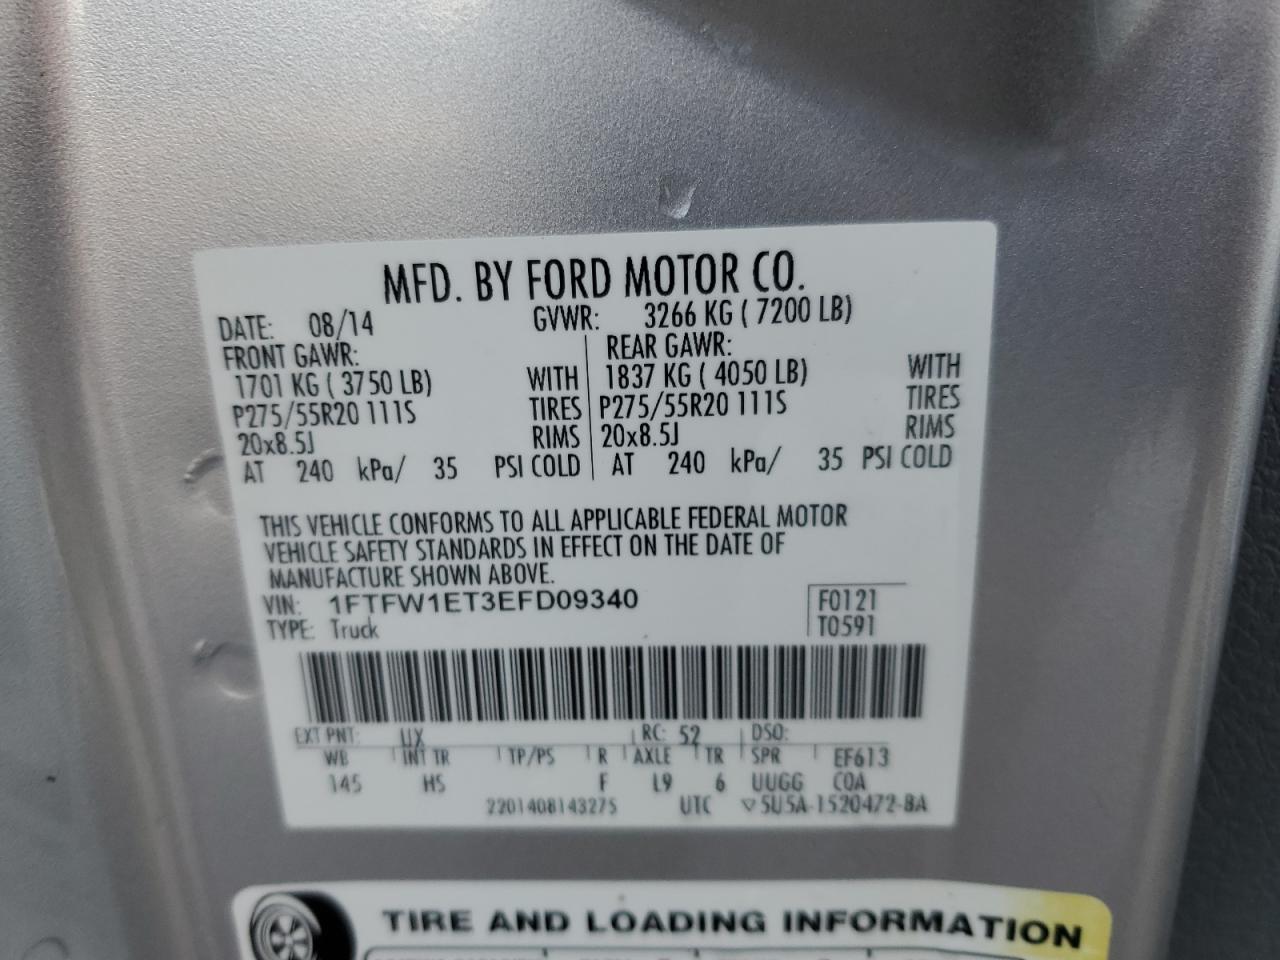 MFD. BY FORD MOTOR CO.
DATE: 08/14 GVWR: 3266 KG ( 7200 LB)
FRONT GAWR: REAR GAWR:
1701 KG ( 3750 LB) WITH 1837 KG ( 4050 LB) WITH
P275/55R20 111S TIRES P275/55R20 111S TIRES
20x8.5J RIMS 20x8.5J RIMS
AT 240 kPa/ 35 PSI COLD AT 240 kPa/ 35 PSI COLD
THIS VEHICLE CONFORMS TO ALL APPLICABLE FEDERAL MOTOR
VEHICLE SAFETY STANDARDS IN EFFECT ON THE DATE OF
MANUFACTURE SHOWN ABOVE.
VIN: 1FTFW1ET3EFD09340 F0121
TYPE: Truck T0591
EXT PNT: UX RC: 52 DSO:
WB INT TR TP/PS R AXLE TR SPR EF613
145 HS F L9 6 UUGG COA
2201408143275 UTC ▽5U5A-1520472-BA
TIRE AND LOADING INFORMATION